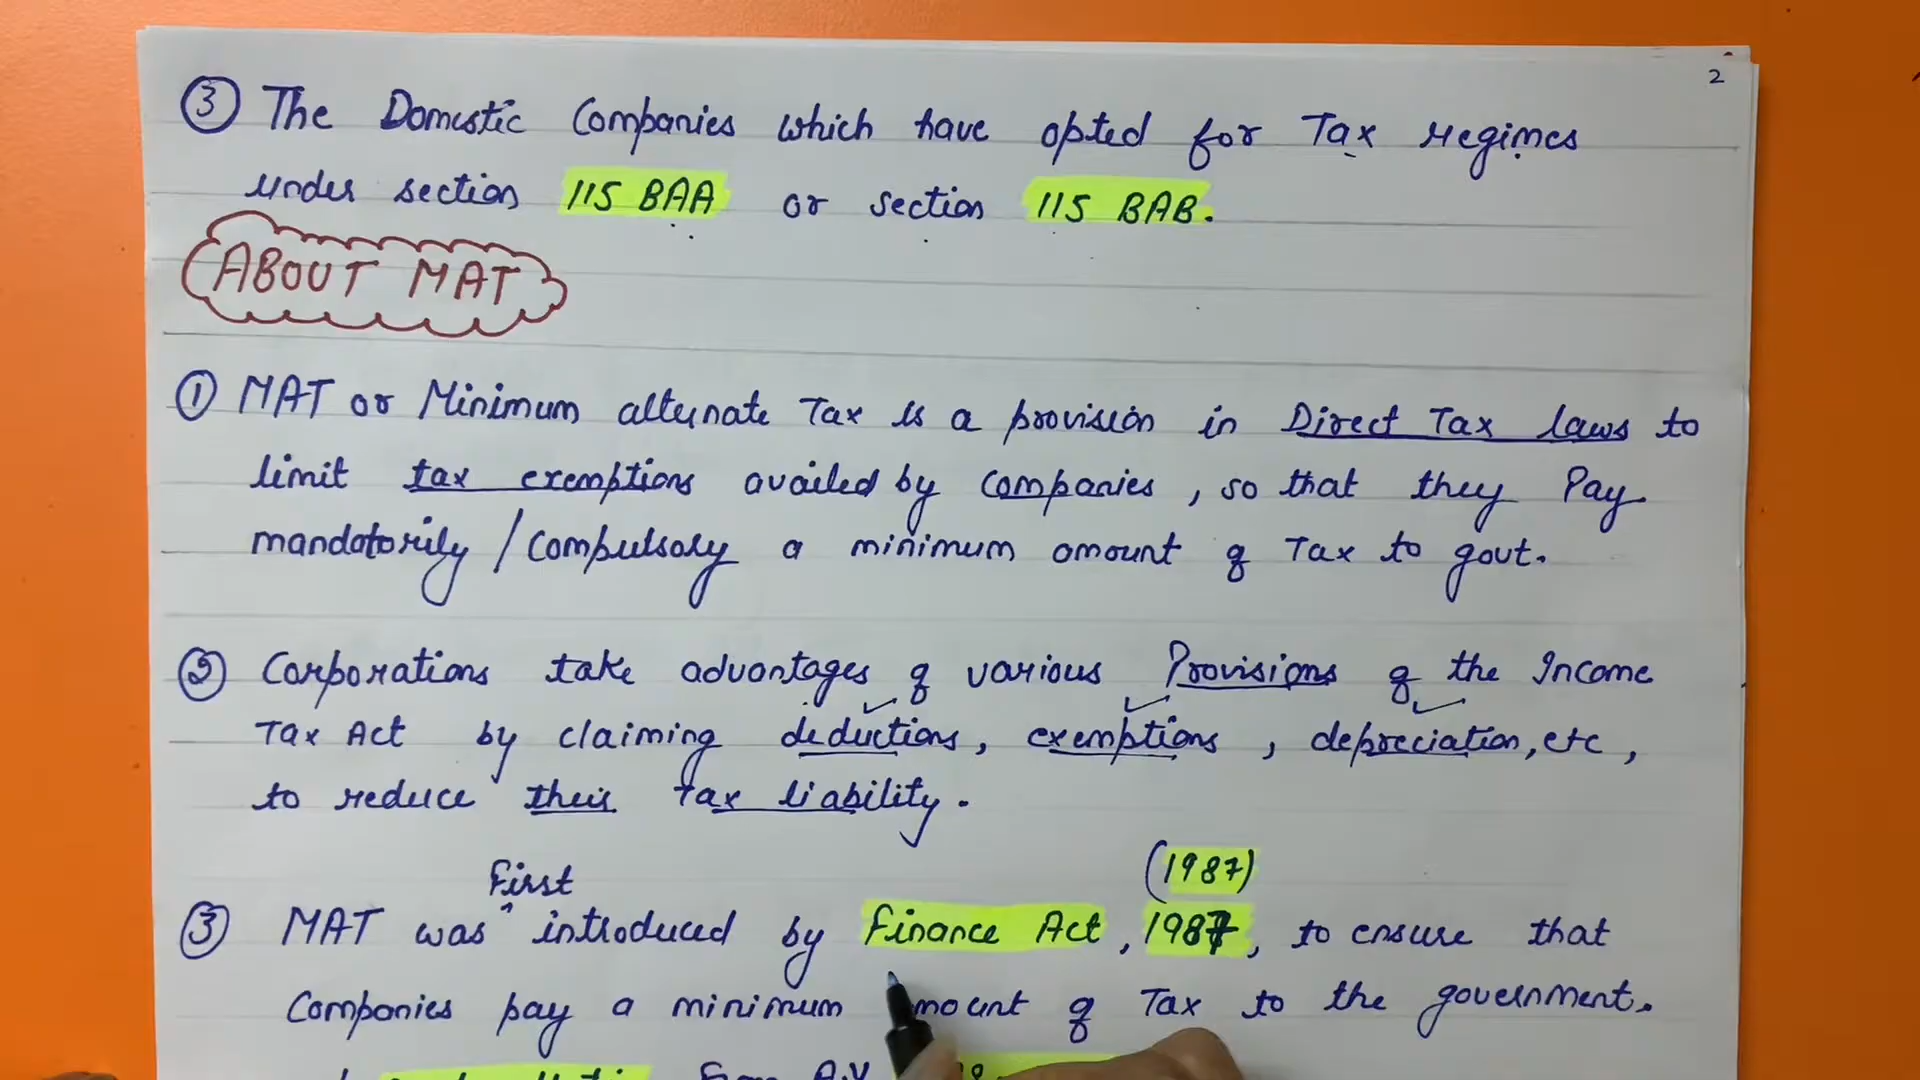 2
③ The Domestic Companies which have opted for Tax regimes
under section 115 BAA or section 115 BAB.
ABOUT MAT
① MAT or Minimum alternate Tax is a provision in Direct Tax laws to
limit tax exemptions availed by companies, so that they Pay
mandatorily / Compulsory a minimum amount of Tax to govt.
② Corporations take advantages of various Provisions of the Income
Tax Act by claiming deductions, exemptions, depreciation, etc,
to reduce their tax liability.
First (1987)
③ MAT was ^ introduced by Finance Act, 1987, to ensure that
Companies pay a minimum amount of Tax to the government.
From A.Y